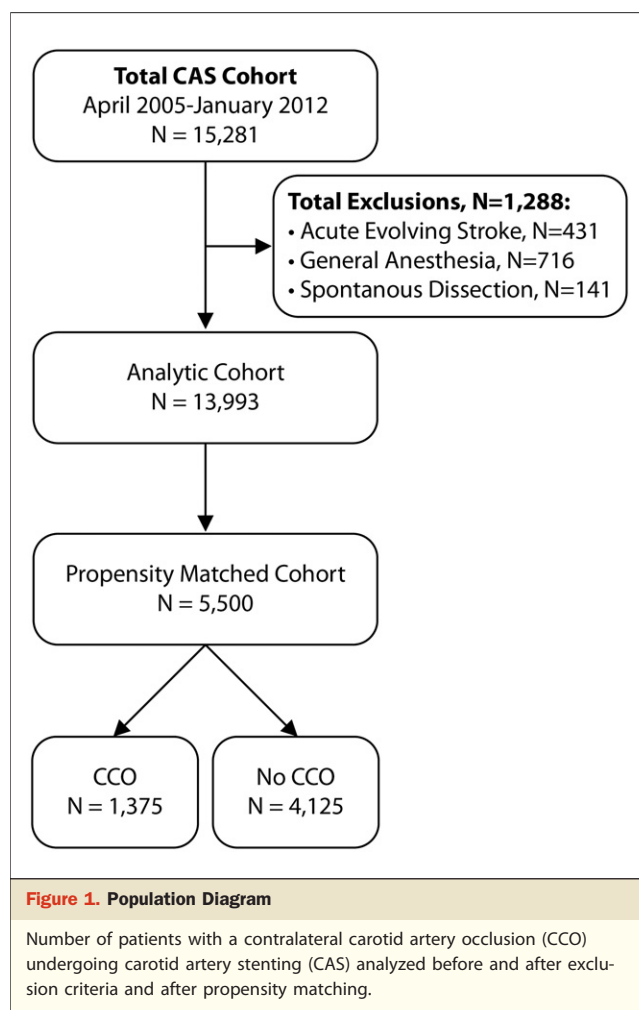 Total CAS Cohort
April 2005-January 2012
N = 15,281
Total Exclusions, N=1,288:
• Acute Evolving Stroke, N=431
• General Anesthesia, N=716
• Spontanous Dissection, N=141
Analytic Cohort
N = 13,993
Propensity Matched Cohort
N = 5,500
CCO
N = 1,375
No CCO
N = 4,125
Figure 1. Population Diagram
Number of patients with a contralateral carotid artery occlusion (CCO)
undergoing carotid artery stenting (CAS) analyzed before and after exclu-
sion criteria and after propensity matching.